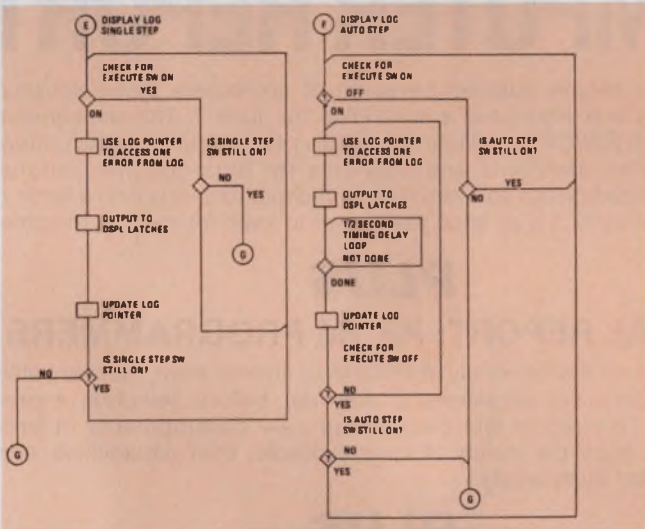 E
DISPLAY LOG
SINGLE STEP
CHECK FOR
EXECUTE SW ON
YES
ON
USE LOG POINTER
TO ACCESS ONE
ERROR FROM LOG
IS SINGLE STEP
SW STILL ON?
NO
YES
G
OUTPUT TO
DSPL LATCHES
UPDATE LOG
POINTER
IS SINGLE STEP SW
STILL ON?
NO
T
YES
G
F
DISPLAY LOG
AUTO STEP
CHECK FOR
EXECUTE SW ON
T
OFF
ON
USE LOG POINTER
TO ACCESS ONE
ERROR FROM LOG
IS AUTO STEP
SW STILL ON?
YES
NO
OUTPUT TO
DSPL LATCHES
1/2 SECOND
TIMING DELAY
LOOP
NOT DONE
DONE
UPDATE LOG
POINTER
CHECK FOR
EXECUTE SW OFF
T
NO
YES
IS AUTO STEP
SW STILL ON?
T
NO
YES
G